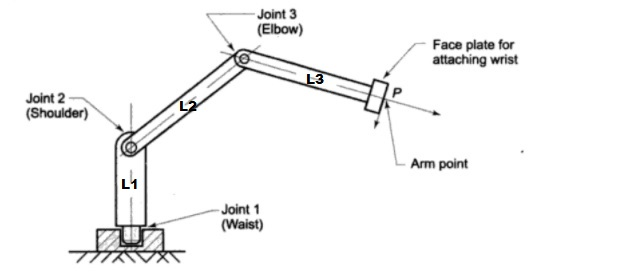 Joint 3
(Elbow)
Face plate for
attaching wrist
L3
P
Joint 2
(Shoulder)
L2
Arm point
L1
Joint 1
(Waist)